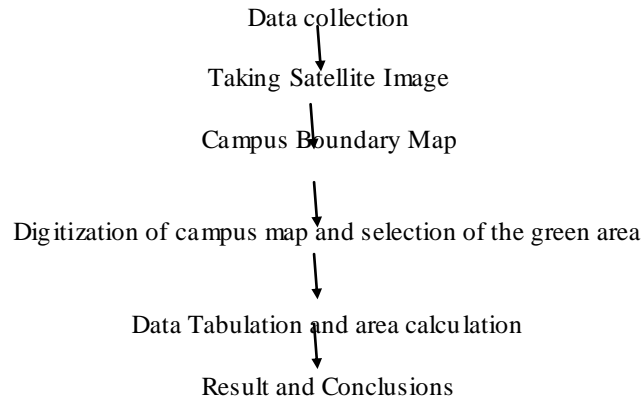 Data collection
Taking Satellite Image
Campus Boundary Map
Digitization of campus map and selection of the green area
Data Tabulation and area calculation
Result and Conclusions